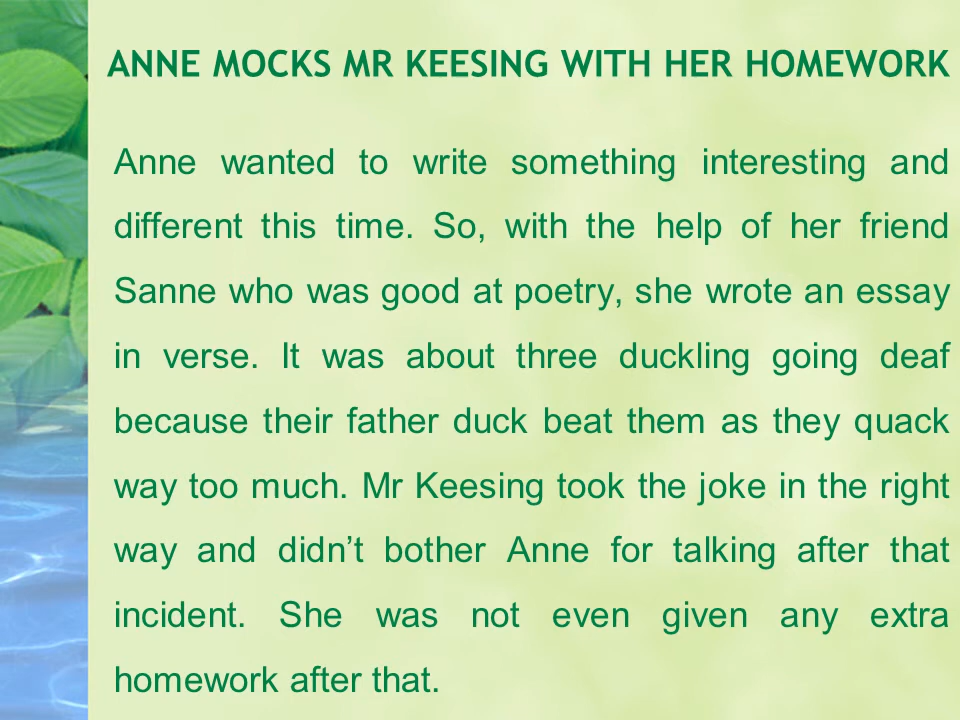 ANNE MOCKS MR KEESING WITH HER HOMEWORK
Anne wanted to write something interesting and
different this time. So, with the help of her friend
Sanne who was good at poetry, she wrote an essay
in verse. It was about three duckling going deaf
because their father duck beat them as they quack
way too much. Mr Keesing took the joke in the right
way and didn’t bother Anne for talking after that
incident. She was not even given any extra
homework after that.